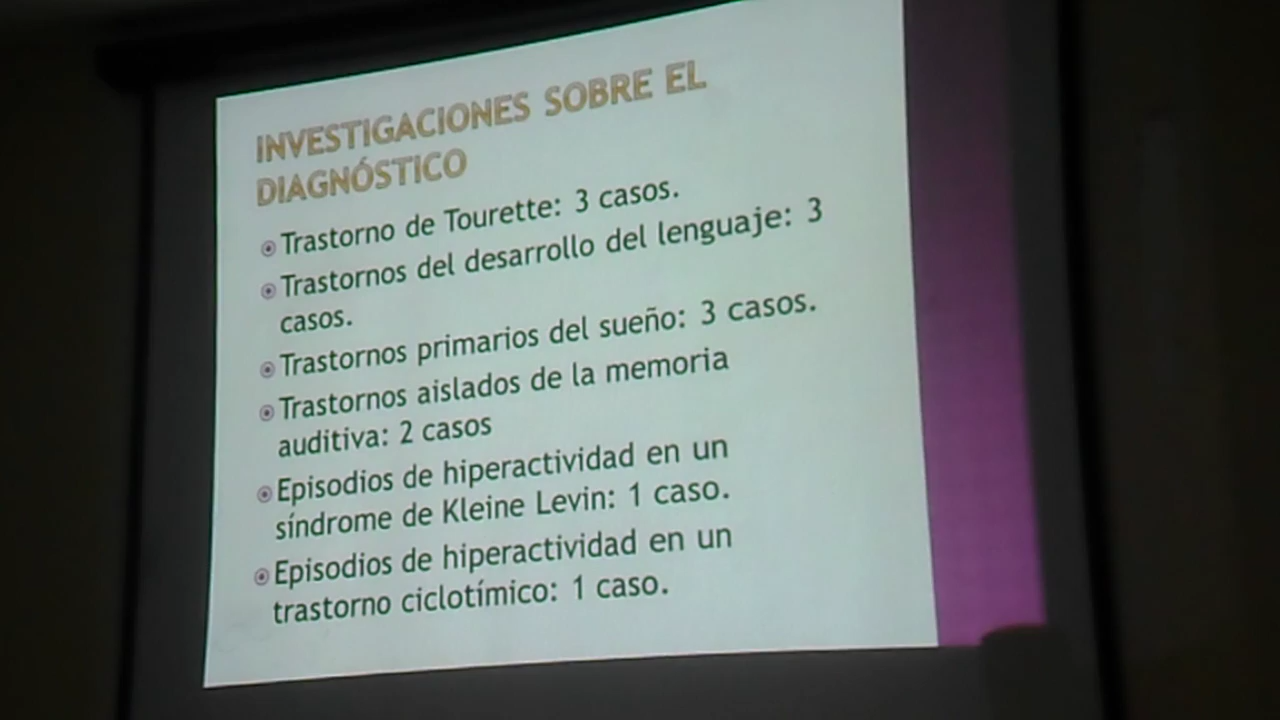 INVESTIGACIONES SOBRE EL
DIAGNÓSTICO
Trastorno de Tourette: 3 casos.
Trastornos del desarrollo del lenguaje: 3
casos.
Trastornos primarios del sueño: 3 casos.
Trastornos aislados de la memoria
auditiva: 2 casos
Episodios de hiperactividad en un
síndrome de Kleine Levin: 1 caso.
Episodios de hiperactividad en un
trastorno ciclotímico: 1 caso.